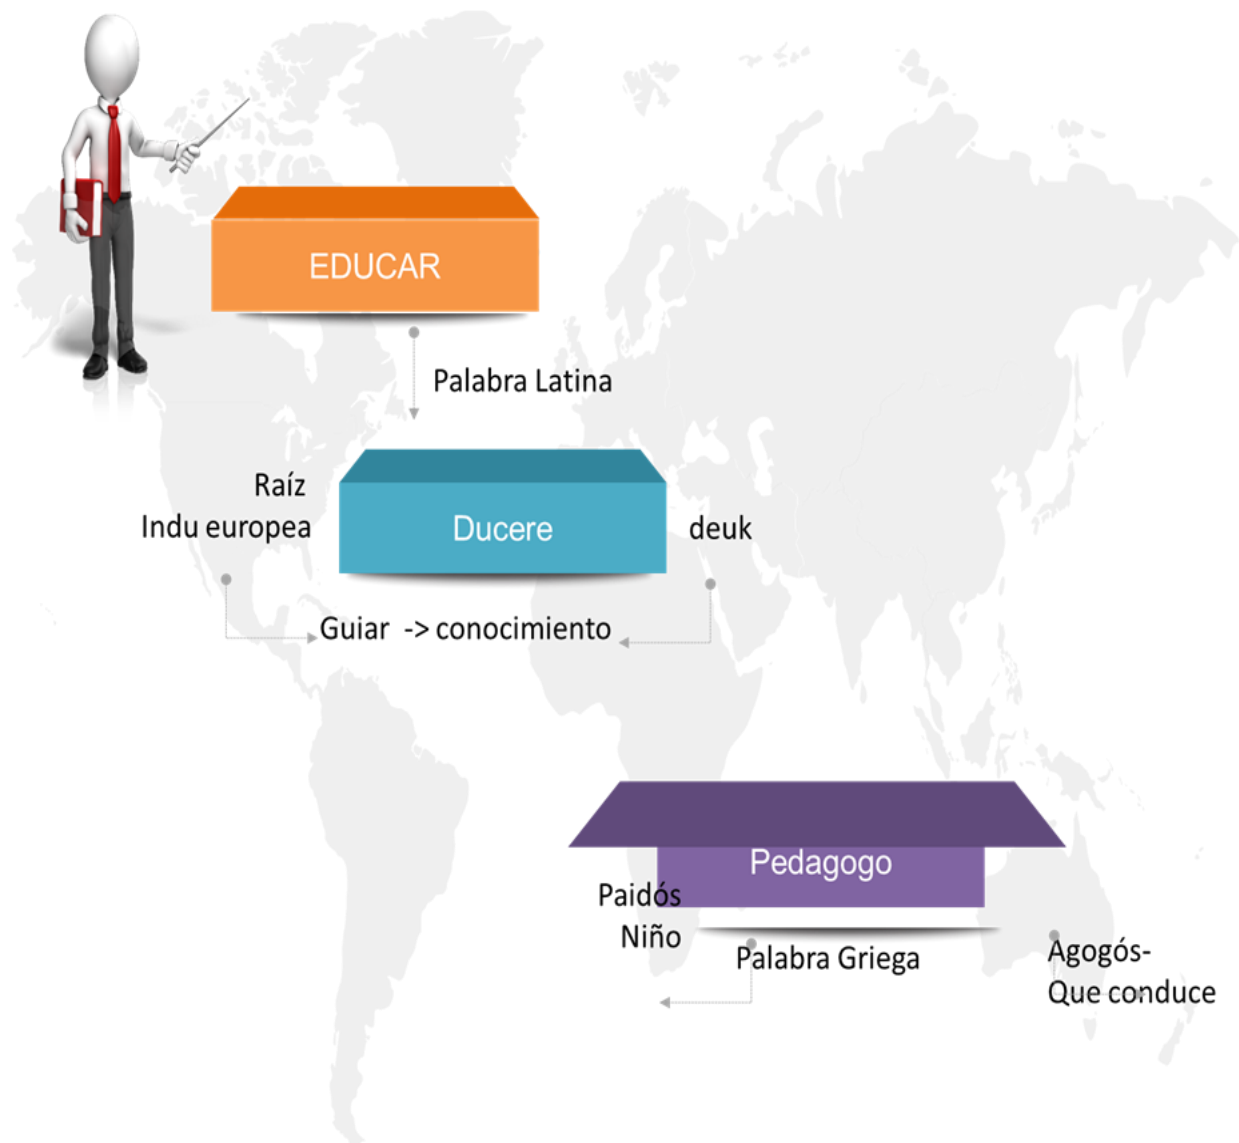 EDUCAR
Palabra Latina
Raíz
Indu europea
Ducere
deuk
Guiar -> conocimiento
Pedagogo
Paidós
Niño
Palabra Griega
Agogós-
Que conduce